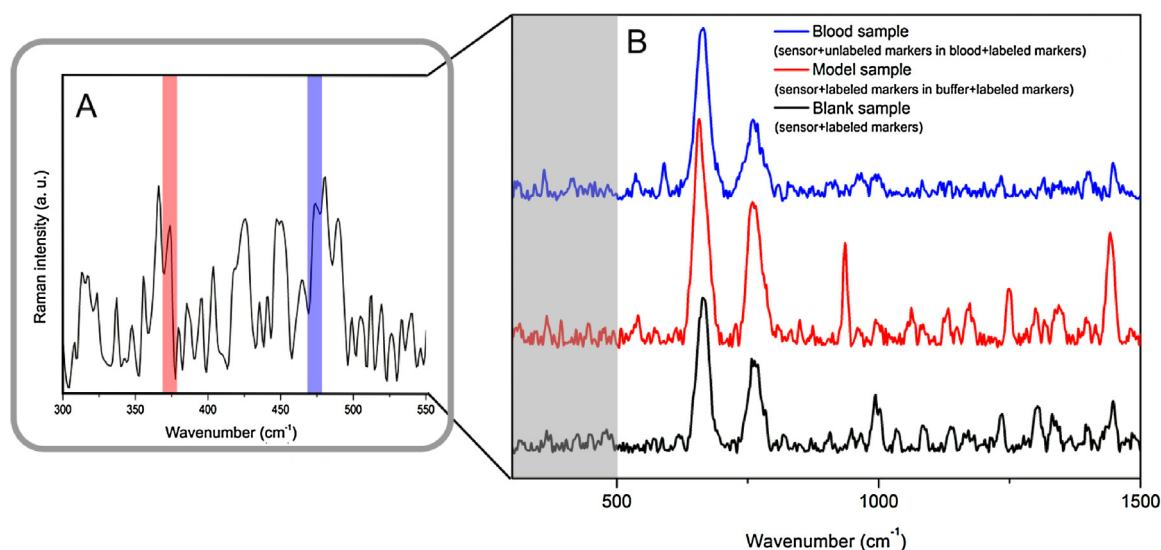 A
Raman intensity (a. u.)
300 350 400 450 500 550
Wavenumber (cm⁻¹)
B
Blood sample
(sensor+unlabeled markers in blood+labeled markers)
Model sample
(sensor+labeled markers in buffer+labeled markers)
Blank sample
(sensor+labeled markers)
500 1000 1500
Wavenumber (cm⁻¹)